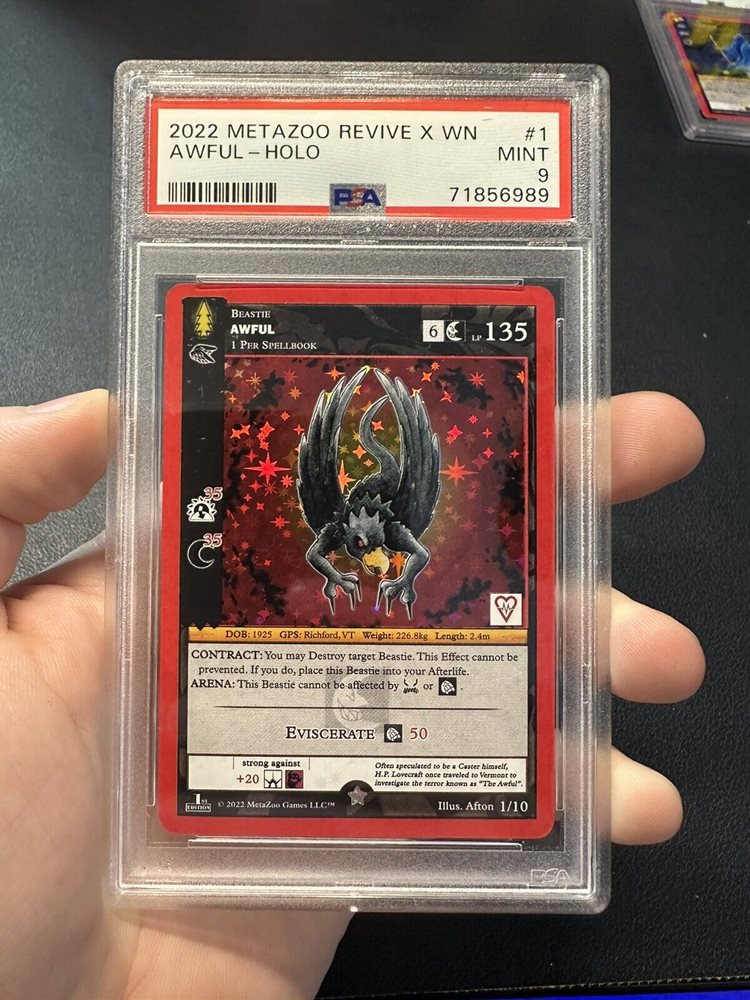 2022 METAZOO REVIVE X WN #1
AWFUL – HOLO MINT
9
PSA 71856989
BEASTIE
AWFUL
1 PER SPELLBOOK
6 LP 135
35
35
DOB: 1925 GPS: Richford, VT Weight: 226.8kg Length: 2.4m
CONTRACT: You may Destroy target Beastie. This Effect cannot be
prevented. If you do, place this Beastie into your Afterlife.
ARENA: This Beastie cannot be affected by or .
EVISCERATE 50
strong against
+20
Often speculated to be a Caster himself,
H.P. Lovecraft once traveled to Vermont to
investigate the terror known as "The Awful".
1ST
EDITION
© 2022 MetaZoo Games LLC™ Illus. Afton 1/10
PSA